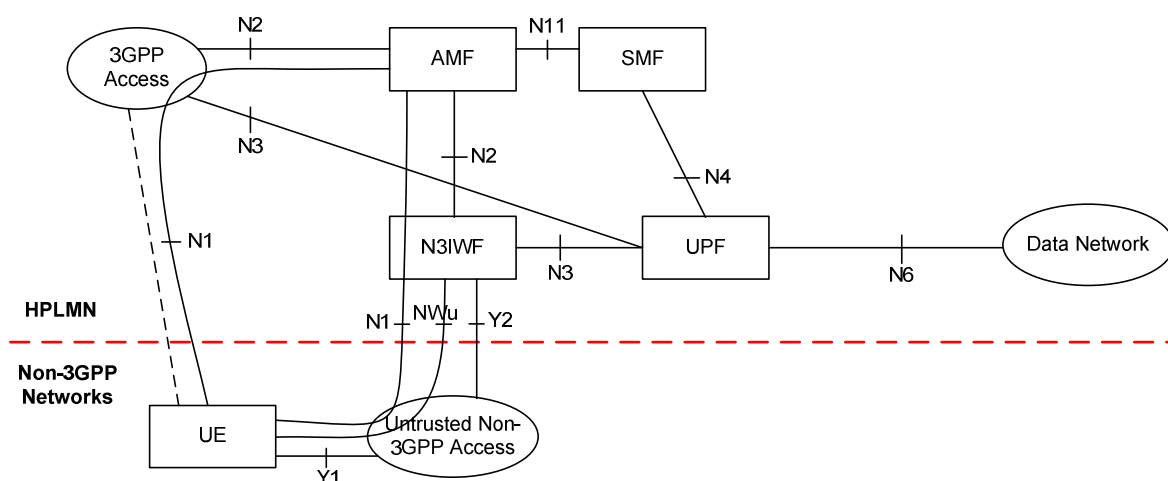 N2
N11
3GPP
Access
AMF
SMF
N3
N2
N4
N1
N3IWF
UPF
Data Network
N3
N6
HPLMN
N1
NWu
Y2
Non-3GPP
Networks
UE
Untrusted Non-
3GPP Access
Y1